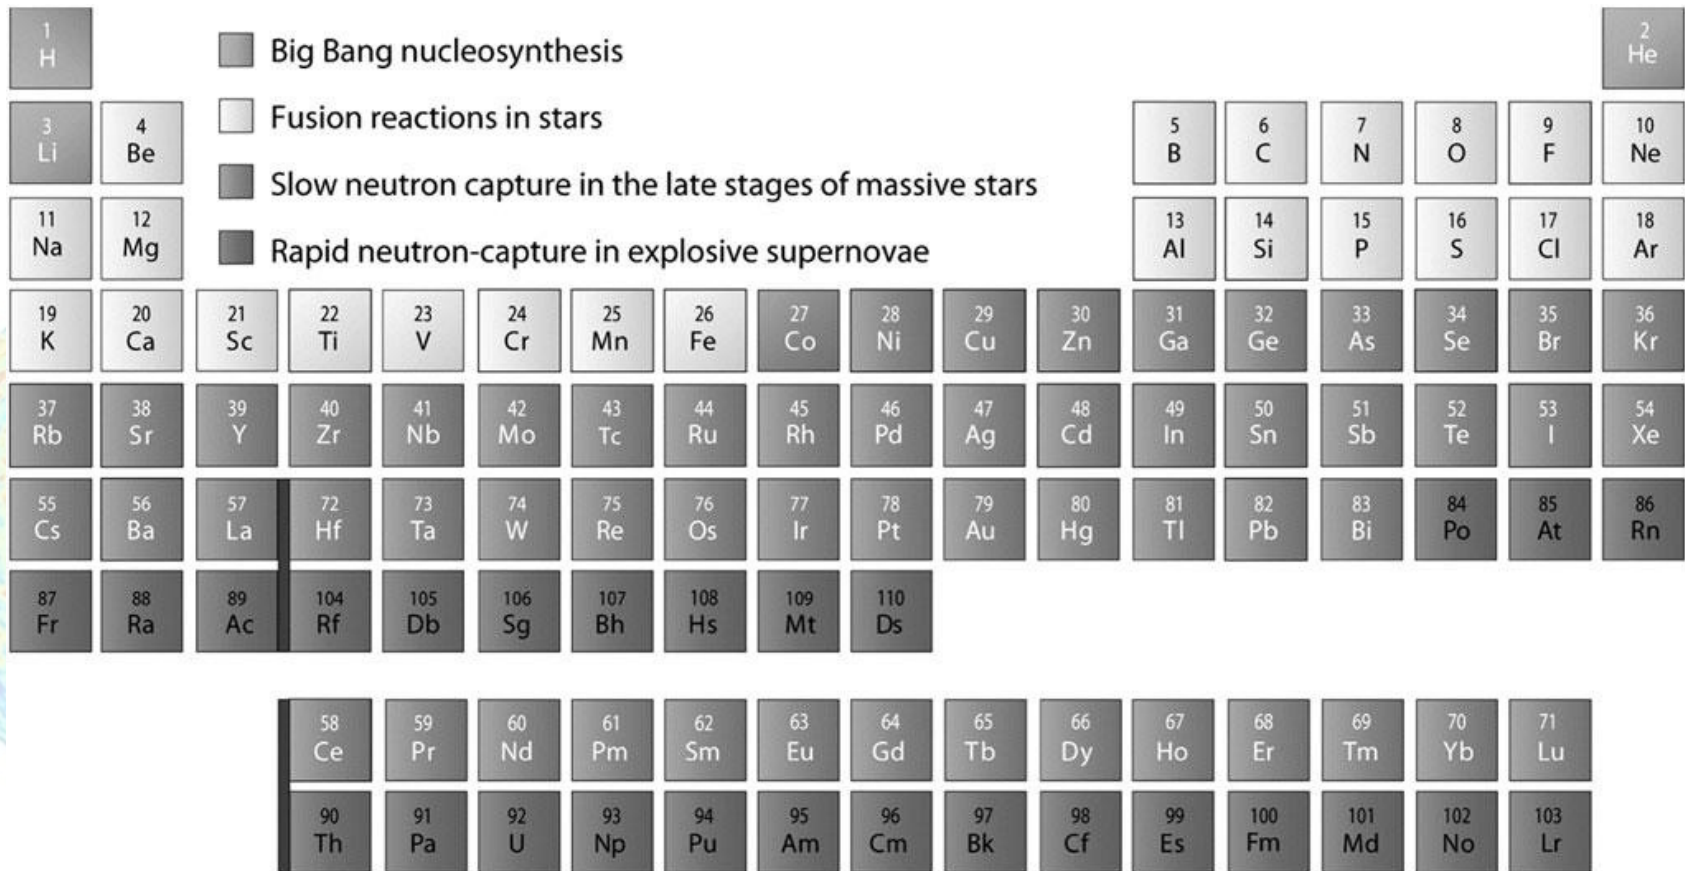 1 2
H He
Big Bang nucleosynthesis
3 4 Fusion reactions in stars 5 6 7 8 9 10
Li Be B C N O F Ne
Slow neutron capture in the late stages of massive stars
11 12 13 14 15 16 17 18
Na Mg Al Si P S Cl Ar
Rapid neutron-capture in explosive supernovae
19 20 21 22 23 24 25 26 27 28 29 30 31 32 33 34 35 36
K Ca Sc Ti V Cr Mn Fe Co Ni Cu Zn Ga Ge As Se Br Kr
37 38 39 40 41 42 43 44 45 46 47 48 49 50 51 52 53 54
Rb Sr Y Zr Nb Mo Tc Ru Rh Pd Ag Cd In Sn Sb Te I Xe
55 56 57 72 73 74 75 76 77 78 79 80 81 82 83 84 85 86
Cs Ba La Hf Ta W Re Os Ir Pt Au Hg Tl Pb Bi Po At Rn
87 88 89 104 105 106 107 108 109 110
Fr Ra Ac Rf Db Sg Bh Hs Mt Ds
58 59 60 61 62 63 64 65 66 67 68 69 70 71
Ce Pr Nd Pm Sm Eu Gd Tb Dy Ho Er Tm Yb Lu
90 91 92 93 94 95 96 97 98 99 100 101 102 103
Th Pa U Np Pu Am Cm Bk Cf Es Fm Md No Lr